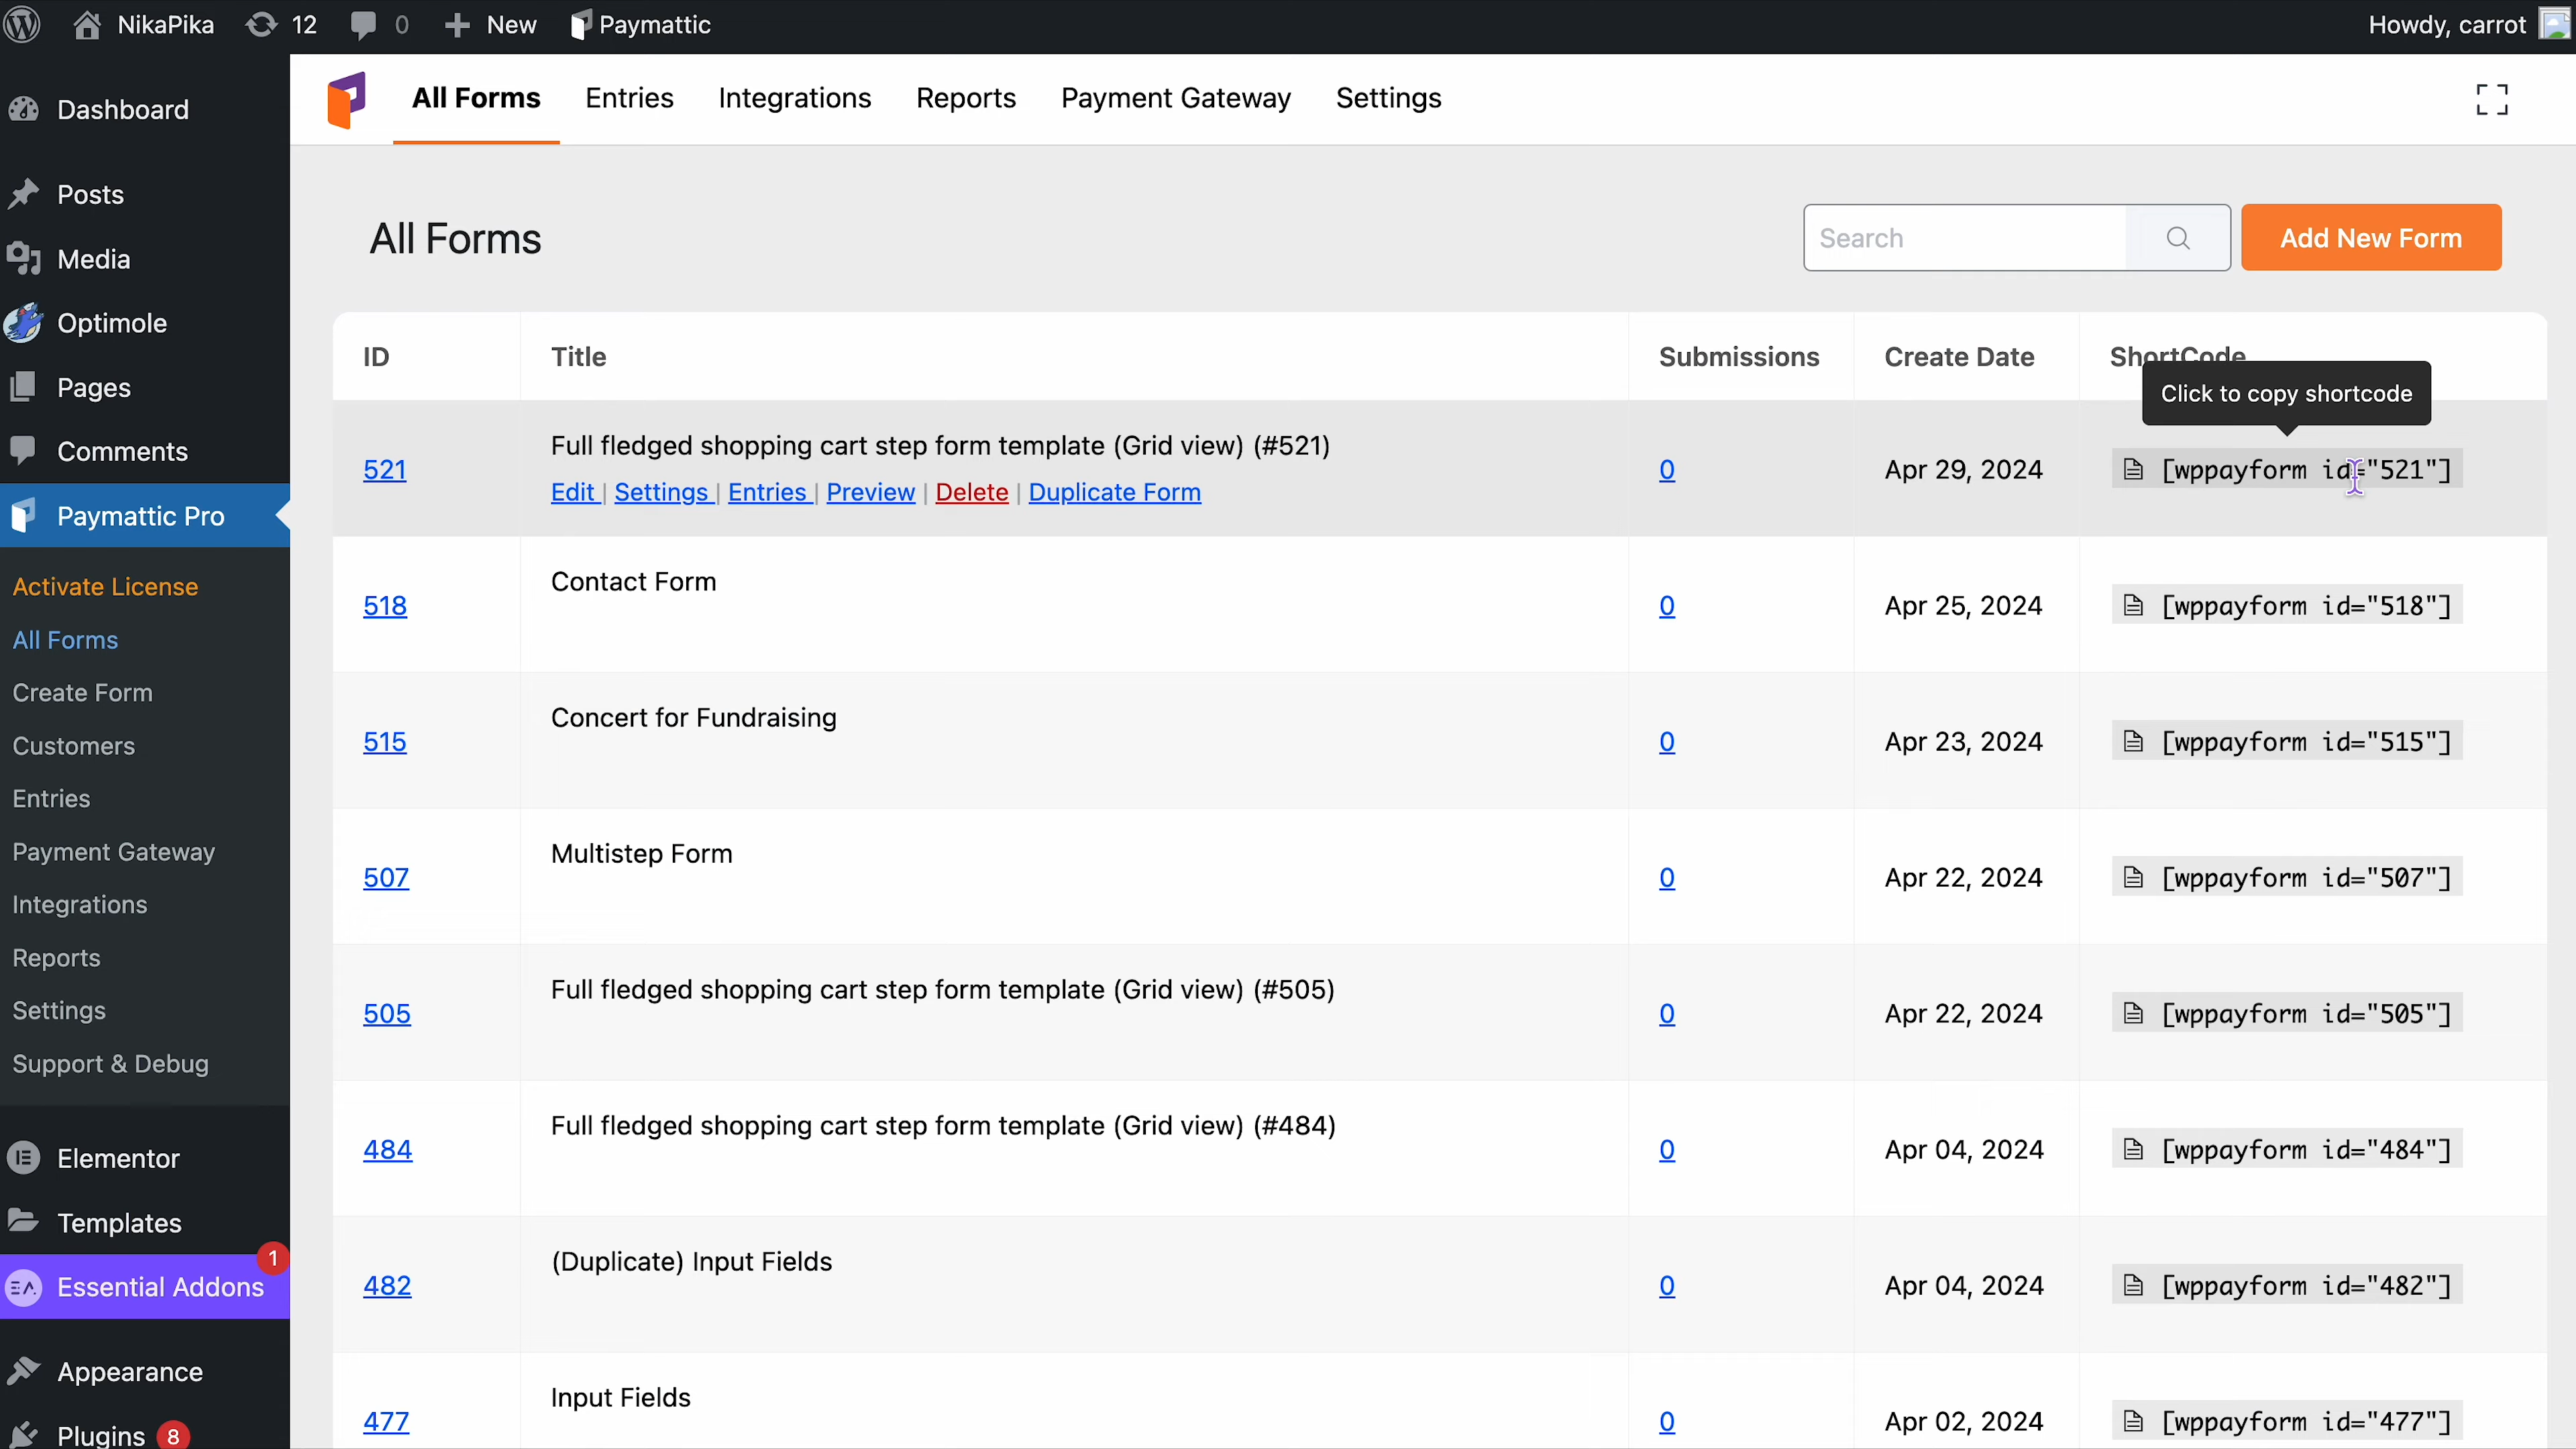 NikaPika 12 0 New Paymattic Howdy, carrot
Dashboard
Posts
Media
Optimole
Pages
Comments
Paymattic Pro
Activate License
All Forms
Create Form
Customers
Entries
Payment Gateway
Integrations
Reports
Settings
Support & Debug
Elementor
Templates
Essential Addons 1
Appearance
Plugins 8
All Forms Entries Integrations Reports Payment Gateway Settings
All Forms Search Add New Form
ID Title Submissions Create Date ShortCode
Click to copy shortcode
Full fledged shopping cart step form template (Grid view) (#521)
521 0 Apr 29, 2024 [wppayform id="521"]
Edit | Settings | Entries | Preview | Delete | Duplicate Form
Contact Form
518 0 Apr 25, 2024 [wppayform id="518"]
Concert for Fundraising
515 0 Apr 23, 2024 [wppayform id="515"]
Multistep Form
507 0 Apr 22, 2024 [wppayform id="507"]
Full fledged shopping cart step form template (Grid view) (#505)
505 0 Apr 22, 2024 [wppayform id="505"]
Full fledged shopping cart step form template (Grid view) (#484)
484 0 Apr 04, 2024 [wppayform id="484"]
(Duplicate) Input Fields
482 0 Apr 04, 2024 [wppayform id="482"]
Input Fields
477 0 Apr 02, 2024 [wppayform id="477"]